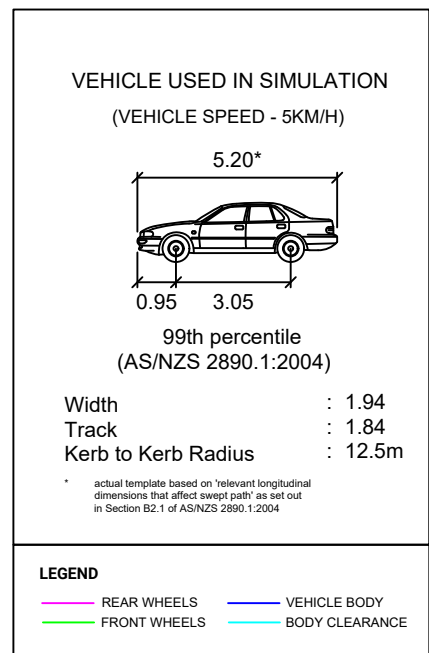 VEHICLE USED IN SIMULATION
(VEHICLE SPEED - 5KM/H)
5.20*
0.95 3.05
99th percentile
(AS/NZS 2890.1:2004)
Width : 1.94
Track : 1.84
Kerb to Kerb Radius : 12.5m
* actual template based on 'relevant longitudinal
dimensions that affect swept path' as set out
in Section B2.1 of AS/NZS 2890.1:2004
LEGEND
REAR WHEELS VEHICLE BODY
FRONT WHEELS BODY CLEARANCE